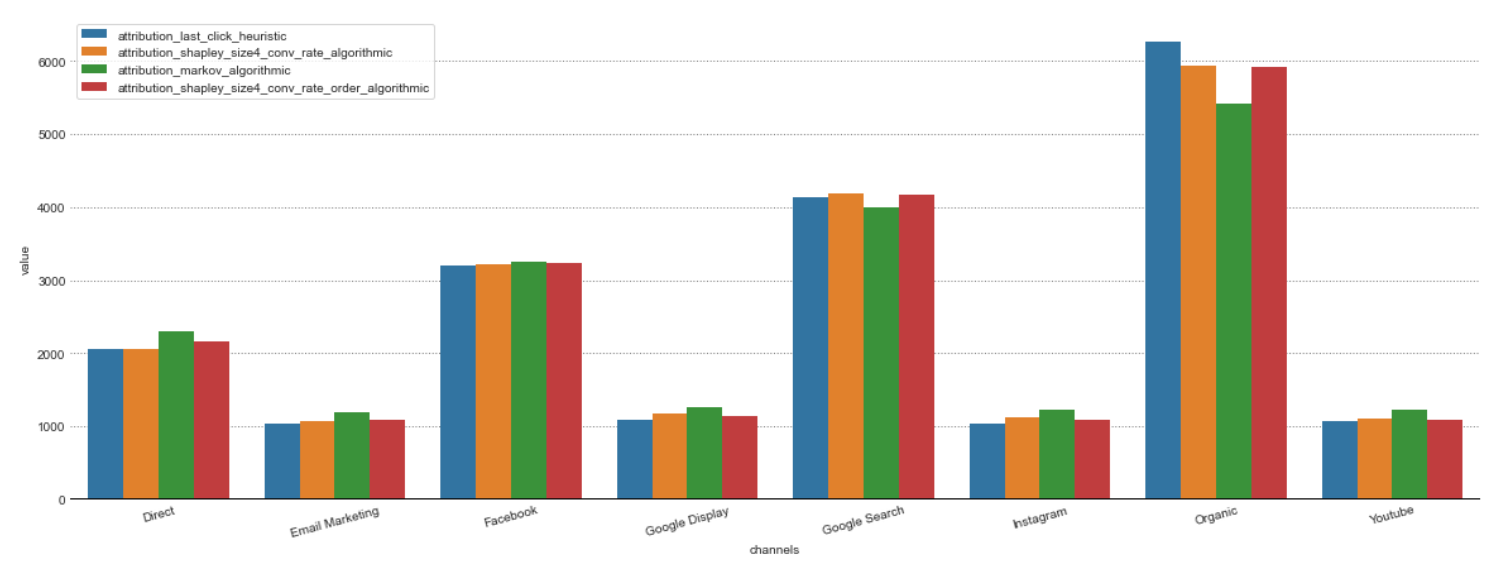 attribution_last_click_heuristic
attribution_shapley_size4_conv_rate_algorithmic
attribution_markov_algorithmic
attribution_shapley_size4_conv_rate_order_algorithmic
6000
5000
4000
3000
2000
1000
0
value
Direct
Email Marketing
Facebook
Google Display
Google Search
Instagram
Organic
Youtube
channels